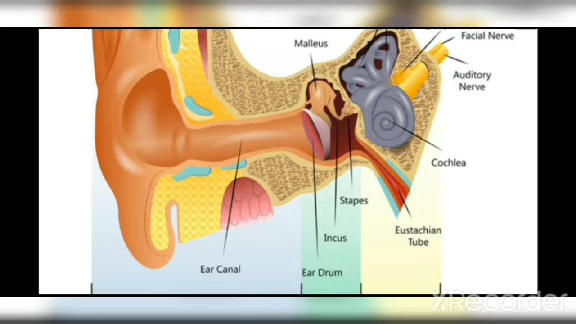 Facial Nerve
Malleus
Auditory
Nerve
Cochlea
Stapes
Eustachian
Tube
Incus
Ear Canal
Ear Drum
XRecorder